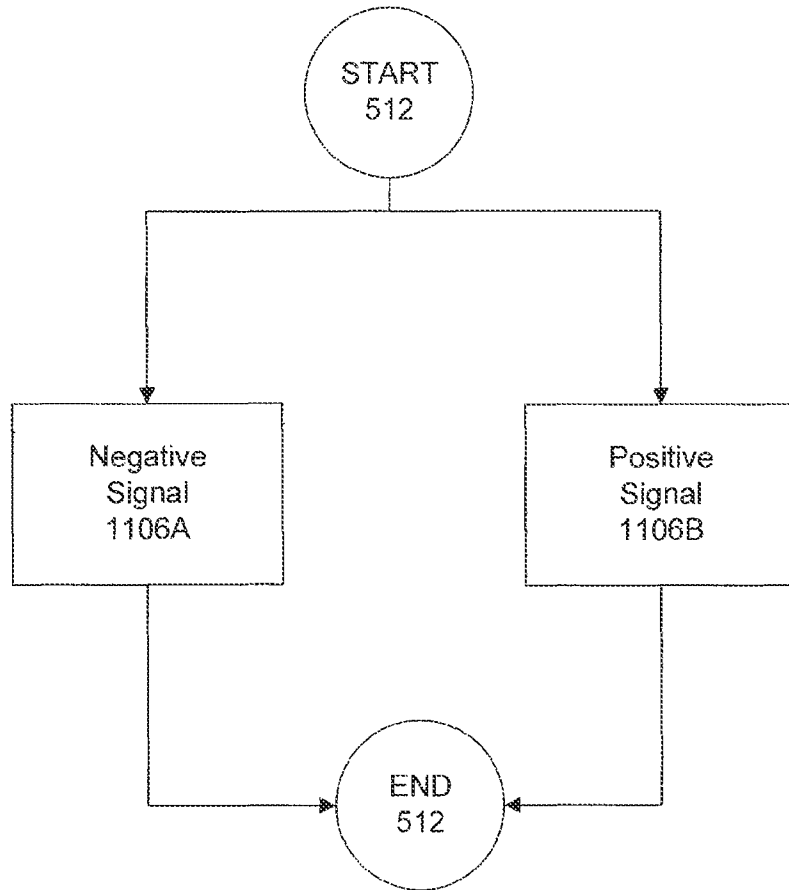 START
512
Negative
Signal
1106A
Positive
Signal
1106B
END
512